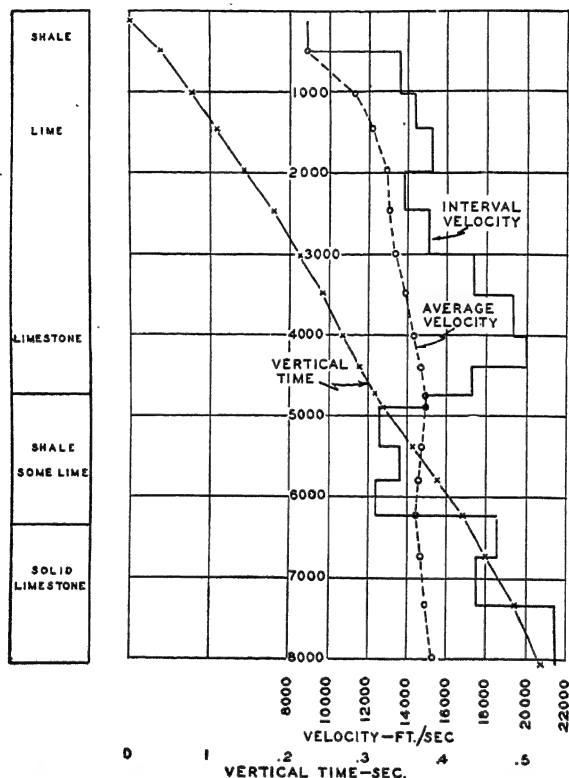 SHALE
LIME
LIMESTONE
SHALE
SOME LIME
SOLID
LIMESTONE
1000
2000
3000
4000
5000
6000
7000
8000
INTERVAL
VELOCITY
AVERAGE
VELOCITY
VERTICAL
TIME
8000
10000
12000
14000
16000
18000
20000
22000
VELOCITY—FT./SEC
0 1 .2 .3 .4 .5
VERTICAL TIME—SEC.